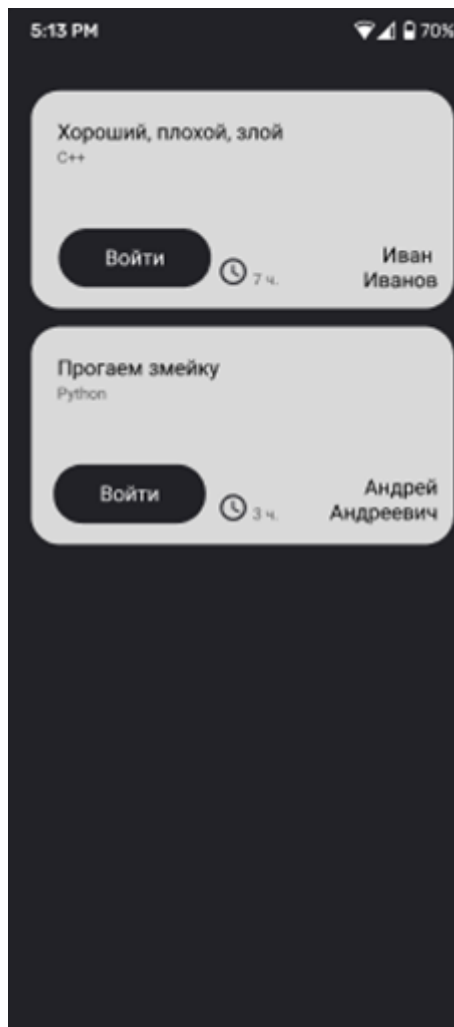 5:13 PM 70%
Хороший, плохой, злой
C++
Войти 7 ч. Иван
Иванов
Прогаем змейку
Python
Войти 3 ч. Андрей
Андреевич